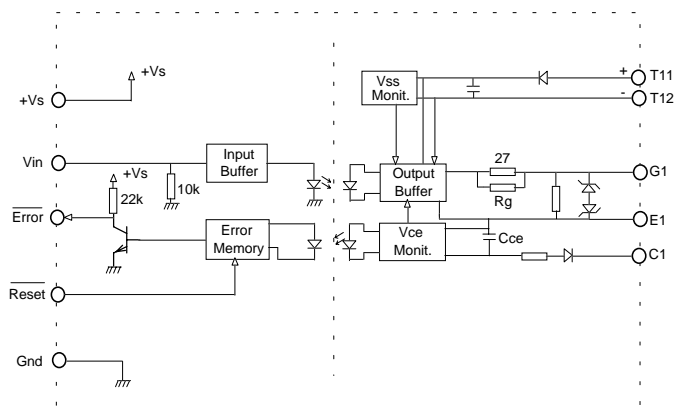 +Vs
+Vs
Vss
Monit.
+
T11
-
T12
Vin
+Vs
10k
Input
Buffer
Output
Buffer
27
Rg
G1
22k
Error
Error
Memory
Vce
Monit.
Cce
E1
C1
Reset
Gnd